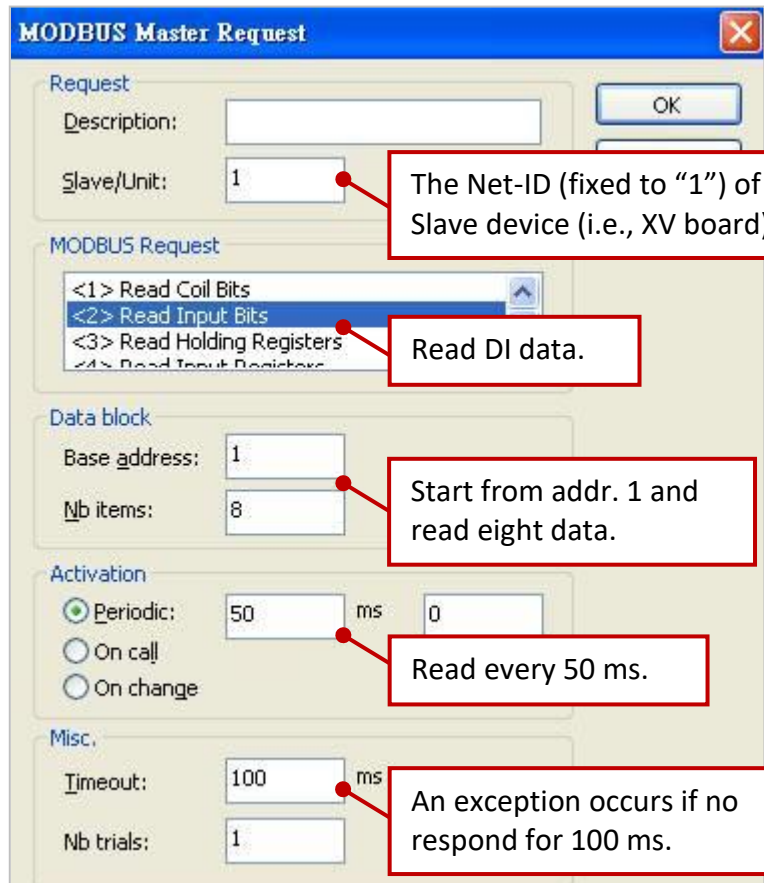 MODBUS Master Request
Request
Description:
OK
Slave/Unit: 1
The Net-ID (fixed to “1”) of
Slave device (i.e., XV board)
MODBUS Request
<1> Read Coil Bits
<2> Read Input Bits
<3> Read Holding Registers
<4> Read Input Registers
Read DI data.
Data block
Base address: 1
Nb items: 8
Start from addr. 1 and
read eight data.
Activation
Periodic: 50 ms 0
On call
On change
Read every 50 ms.
Misc.
Timeout: 100 ms
Nb trials: 1
An exception occurs if no
respond for 100 ms.